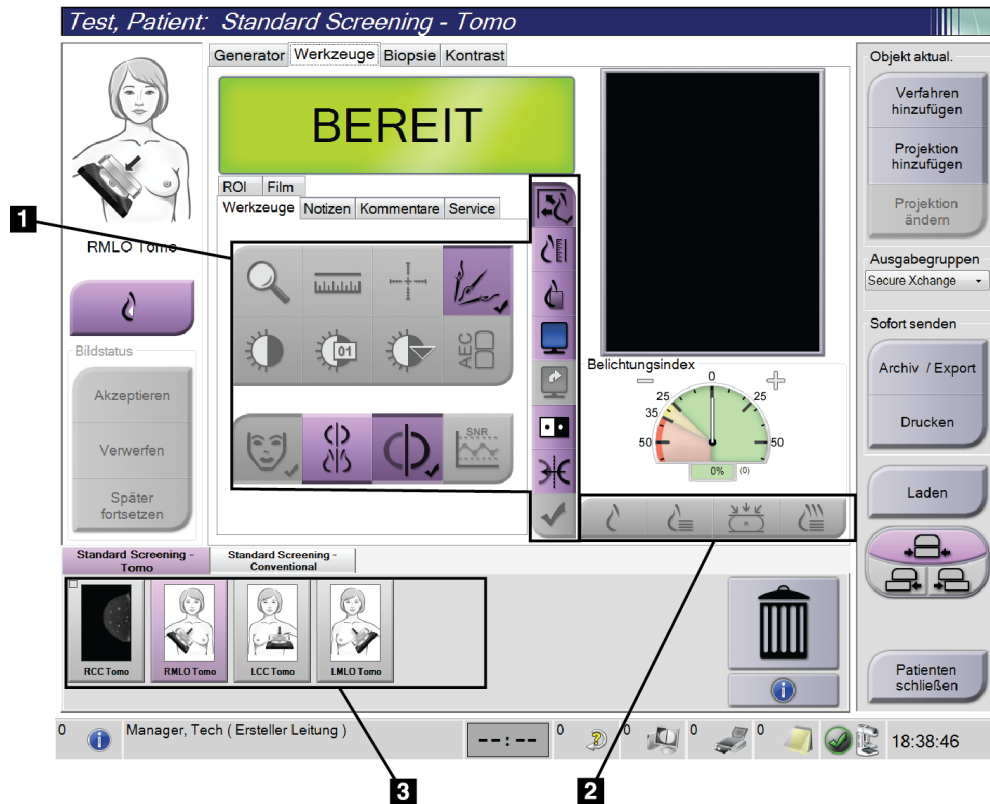 Test, Patient: Standard Screening - Tomo
Generator Werkzeuge Biopsie Kontrast
BEREIT
ROI Film
Werkzeuge Notizen Kommentare Service
1
RMLO Tomo
Bildstatus
Akzeptieren
Verwerfen
Später
fortsetzen
01
AEC
SNR
Belichtungsindex
0
25 25
35
50 50
0% (0)
Objekt aktual.
Verfahren
hinzufügen
Projektion
hinzufügen
Projektion
ändern
Ausgabegruppen
Secure Xchange
Sofort senden
Archiv / Export
Drucken
Laden
Patienten
schließen
Standard Screening -
Tomo
Standard Screening -
Conventional
RCC Tomo
RMLO Tomo
LCC Tomo
LMLO Tomo
0 Manager, Tech ( Ersteller Leitung ) --:-- 0 0 0 0 18:38:46
3
2